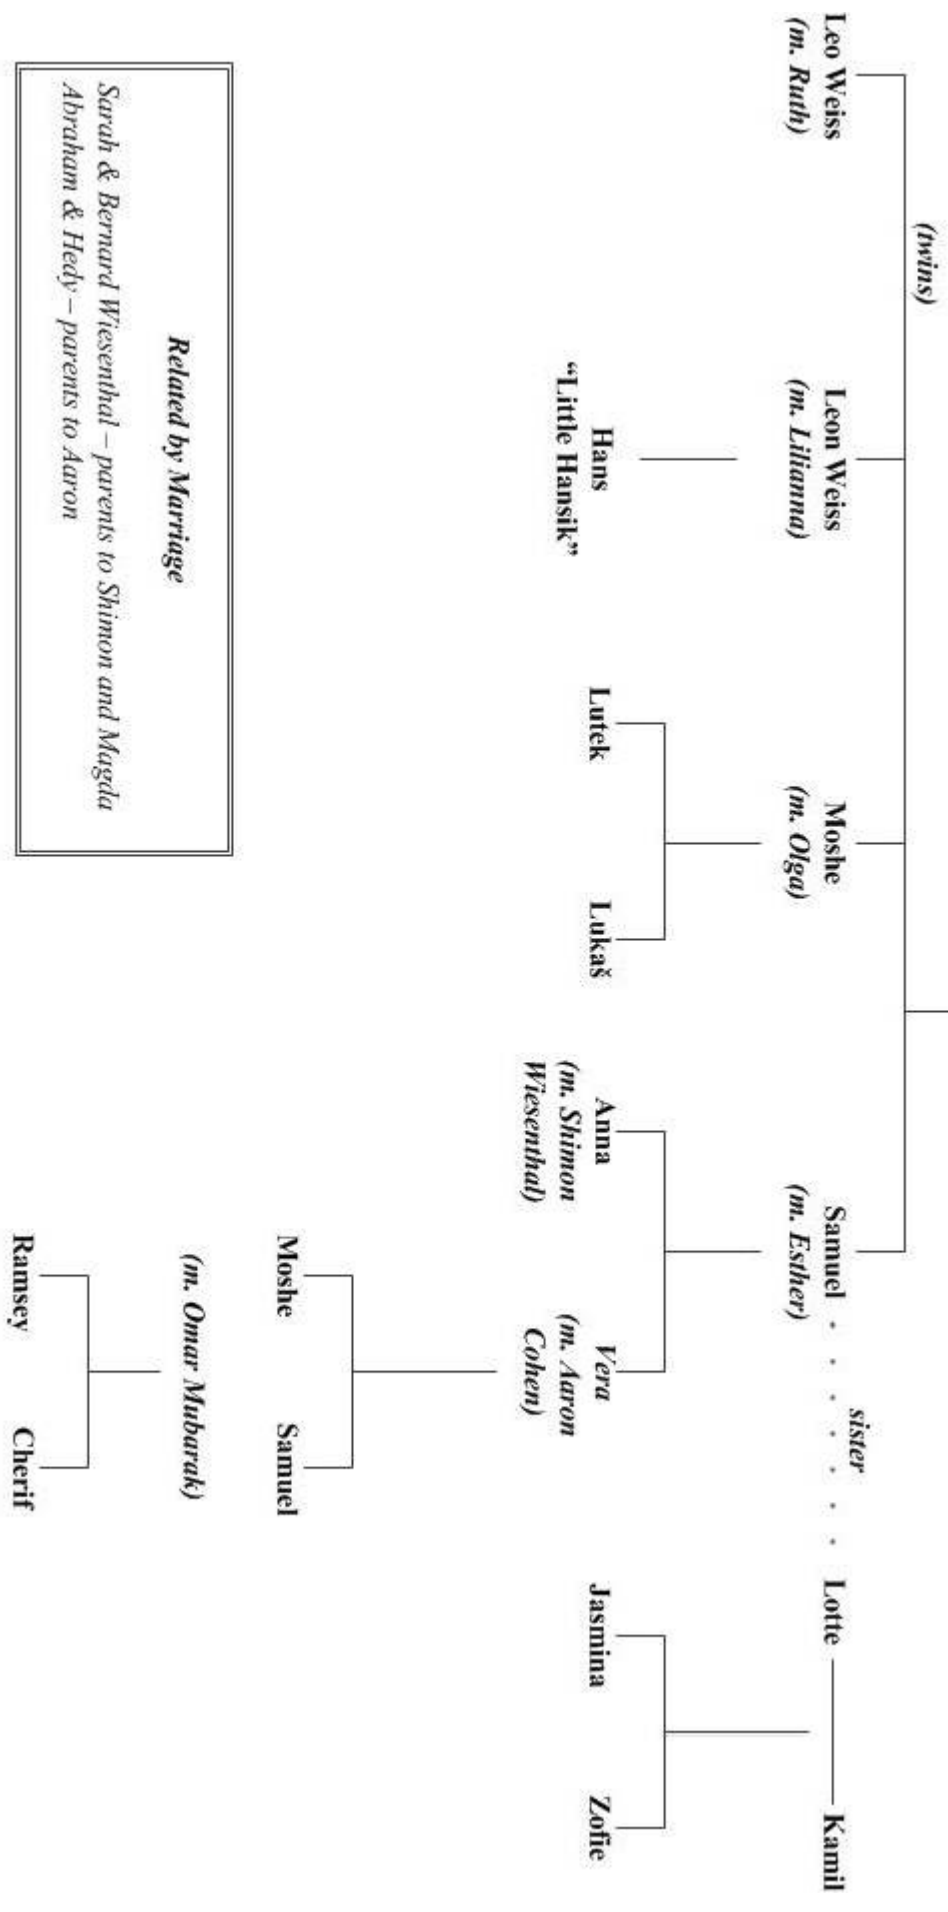 (twins)
Leo Weiss
(m. Ruth)
Leon Weiss
(m. Lilianna)
Moshe
(m. Olga)
Samuel
(m. Esther)
sister
Lotte
Kamil
Hans
“Little Hansik”
Lutek
Lukaš
Anna
(m. Shimon
Wiesenthal)
Vera
(m. Aaron
Cohen)
Jasmina
Zofie
Moshe
Samuel
(m. Omar Mubarak)
Ramsey
Cherif
Related by Marriage
Sarah & Bernard Wiesenthal – parents to Shimon and Magda
Abraham & Hedy – parents to Aaron